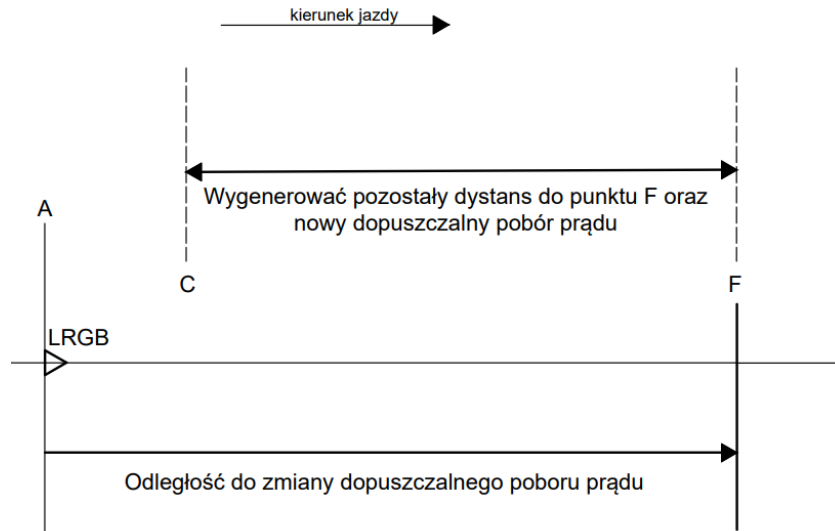 kierunek jazdy
Wygenerować pozostały dystans do punktu F oraz
nowy dopuszczalny pobór prądu
A
C
F
LRGB
Odległość do zmiany dopuszczalnego poboru prądu